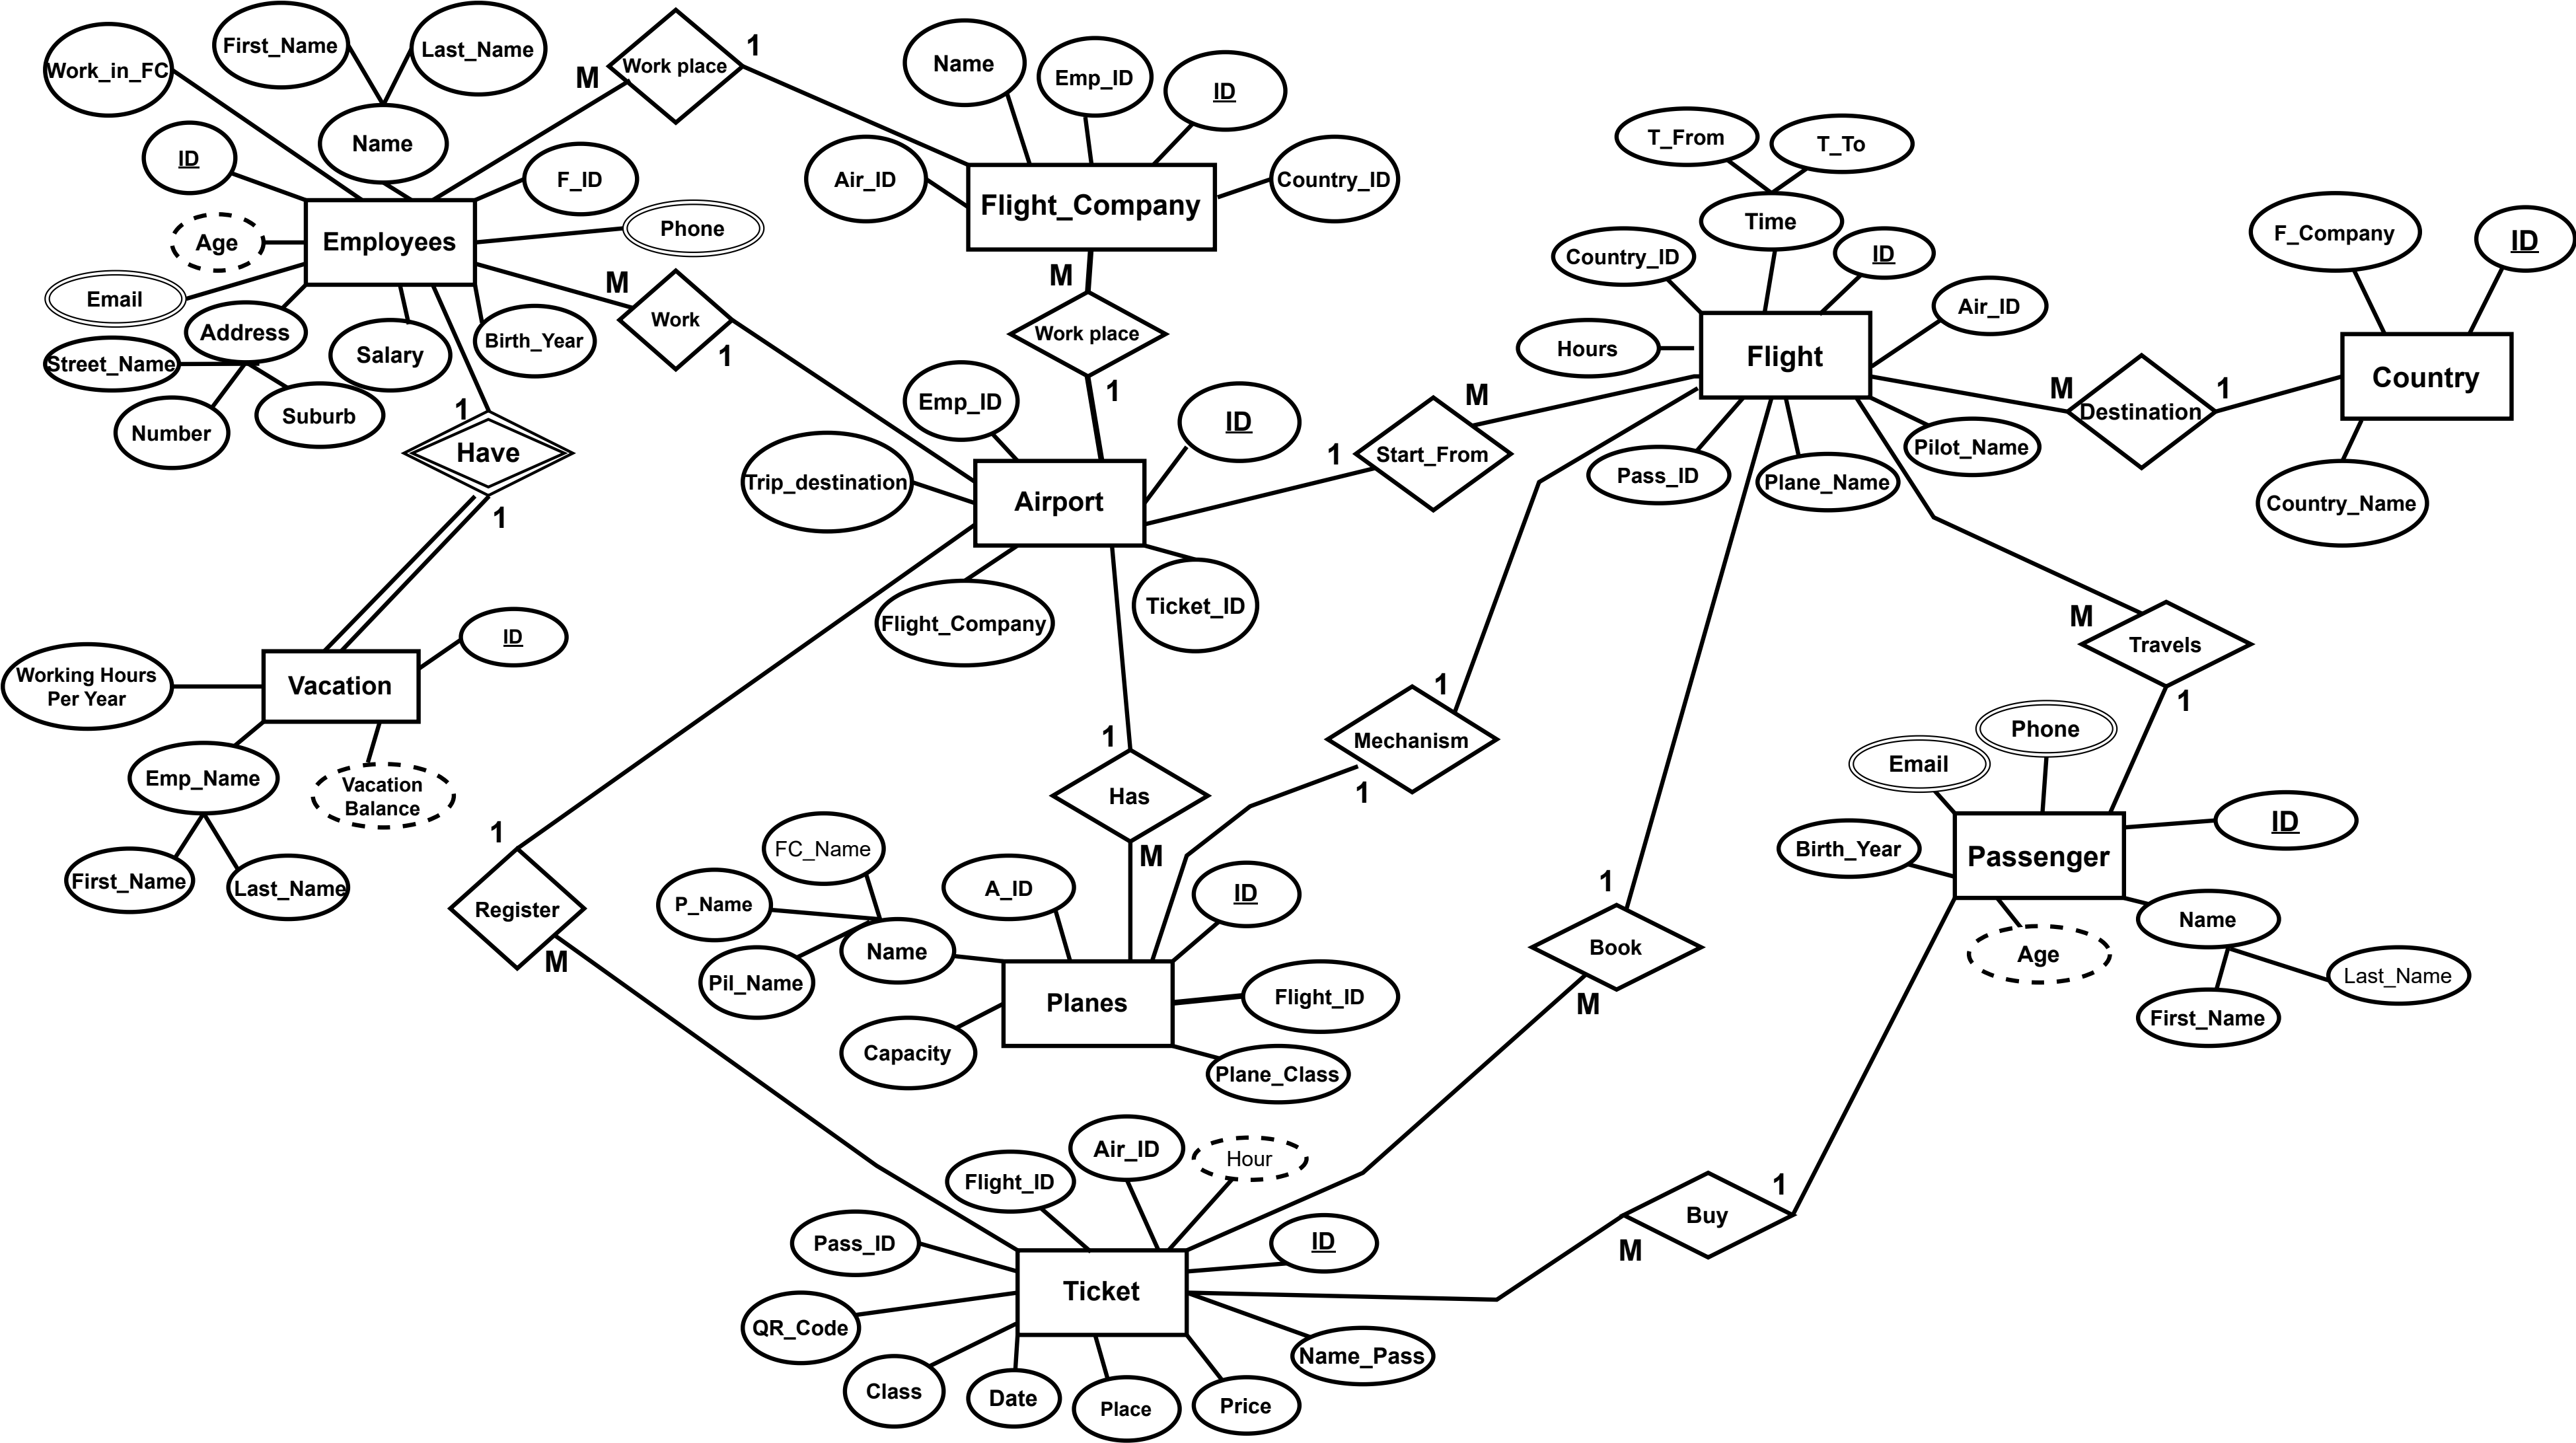 Work_in_FC
First_Name
Last_Name
Name
ID
Age
Email
Address
Street_Name
Number
Suburb
Salary
Birth_Year
F_ID
Phone
Employees
M
Work place
1
M
Work
1
1
Have
1
Name
Emp_ID
ID
Air_ID
Country_ID
Flight_Company
M
Work place
1
Emp_ID
ID
Trip_destination
Airport
Flight_Company
Ticket_ID
1
Start_From
M
T_From
T_To
Time
Country_ID
ID
Hours
Air_ID
Flight
Pass_ID
Plane_Name
Pilot_Name
M
Destination
1
F_Company
ID
Country
Country_Name
ID
Working Hours
Per Year
Vacation
Emp_Name
Vacation
Balance
First_Name
Last_Name
1
Register
M
1
Has
M
1
Mechanism
1
M
Travels
1
FC_Name
P_Name
Pil_Name
Name
A_ID
ID
Planes
Flight_ID
Capacity
Plane_Class
1
Book
M
Phone
Email
ID
Birth_Year
Passenger
Age
Name
Last_Name
First_Name
Air_ID
Hour
Flight_ID
Pass_ID
ID
QR_Code
Ticket
Class
Date
Place
Price
Name_Pass
1
Buy
M